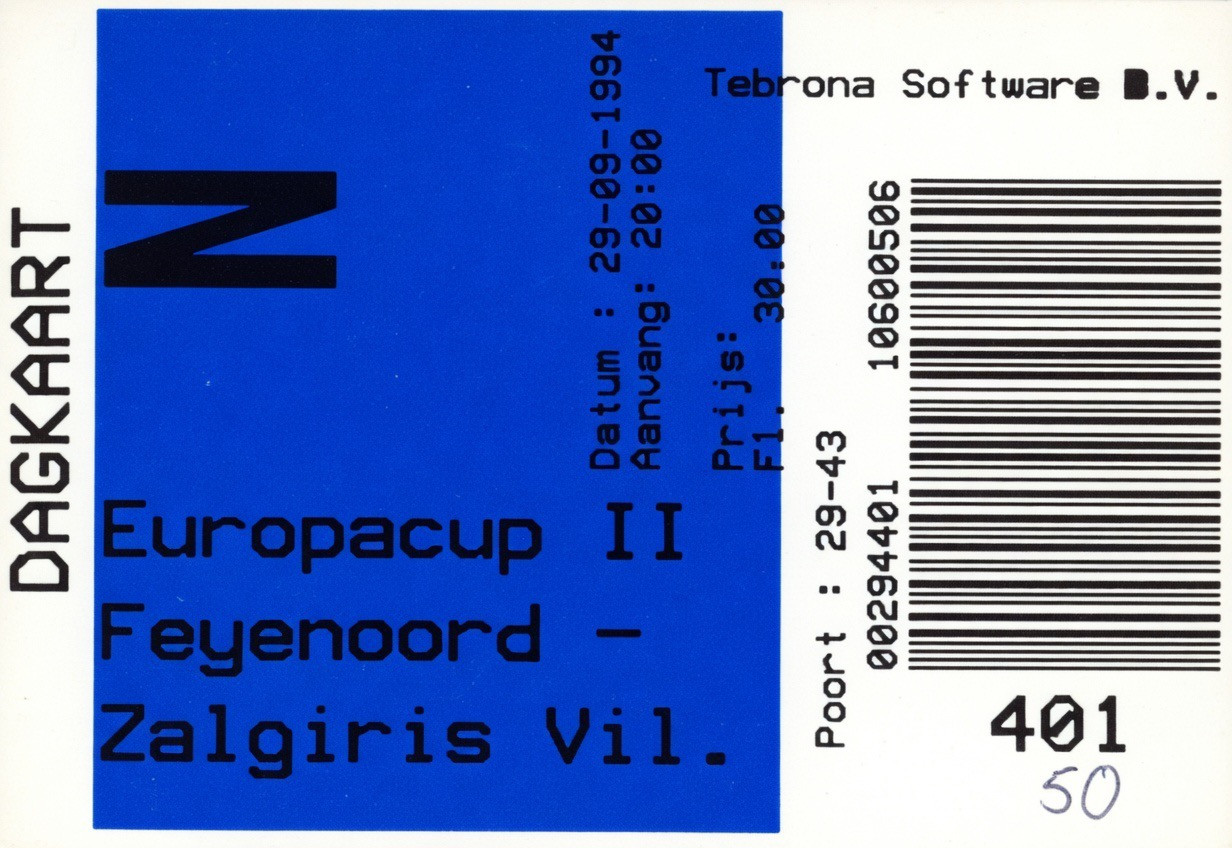 DAGKAART
N
Datum : 29-09-1994
Aanvang: 20:00
Prijs:
Fl. 30:00
Europacup II
Feyenoord -
Zalgiris Vil.
Tebrona Software B.V.
Poort : 29-43
00294401 10600506
401
50